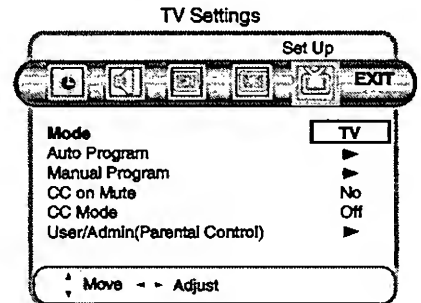 TV Settings
Set Up
EXIT
Mode TV
Auto Program ►
Manual Program ►
CC on Mute No
CC Mode Off
User/Admin(Parental Control) ►
Move ◄ ► Adjust